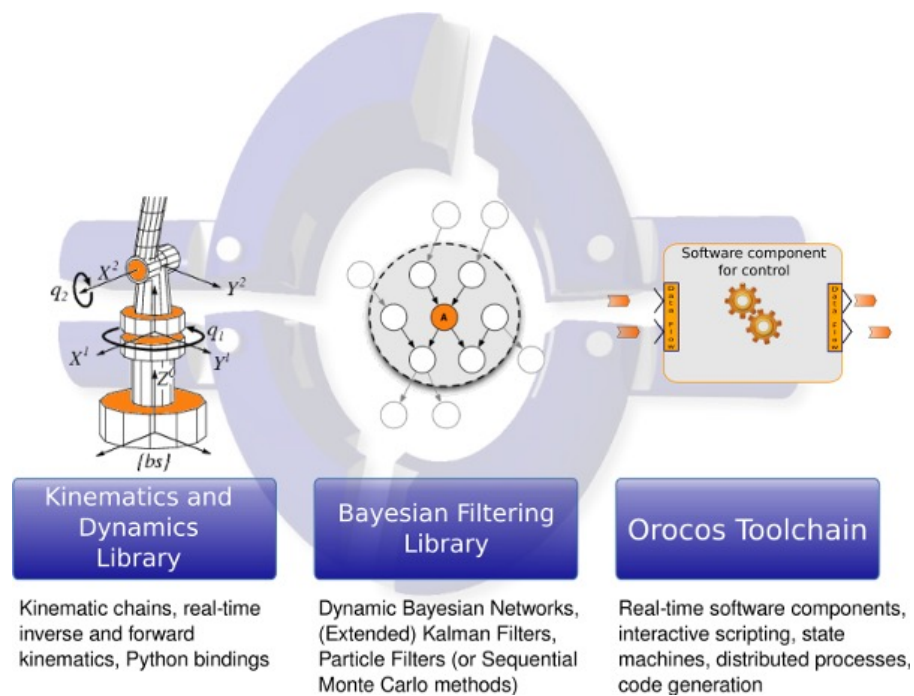 X²
Y²
q₂
q₁
X¹
Y¹
Z
{bs}
A
Software component
for control
Data Flow
Data Flow
Kinematics and
Dynamics
Library
Kinematic chains, real-time
inverse and forward
kinematics, Python bindings
Bayesian Filtering
Library
Dynamic Bayesian Networks,
(Extended) Kalman Filters,
Particle Filters (or Sequential
Monte Carlo methods)
Orocos Toolchain
Real-time software components,
interactive scripting, state
machines, distributed processes,
code generation